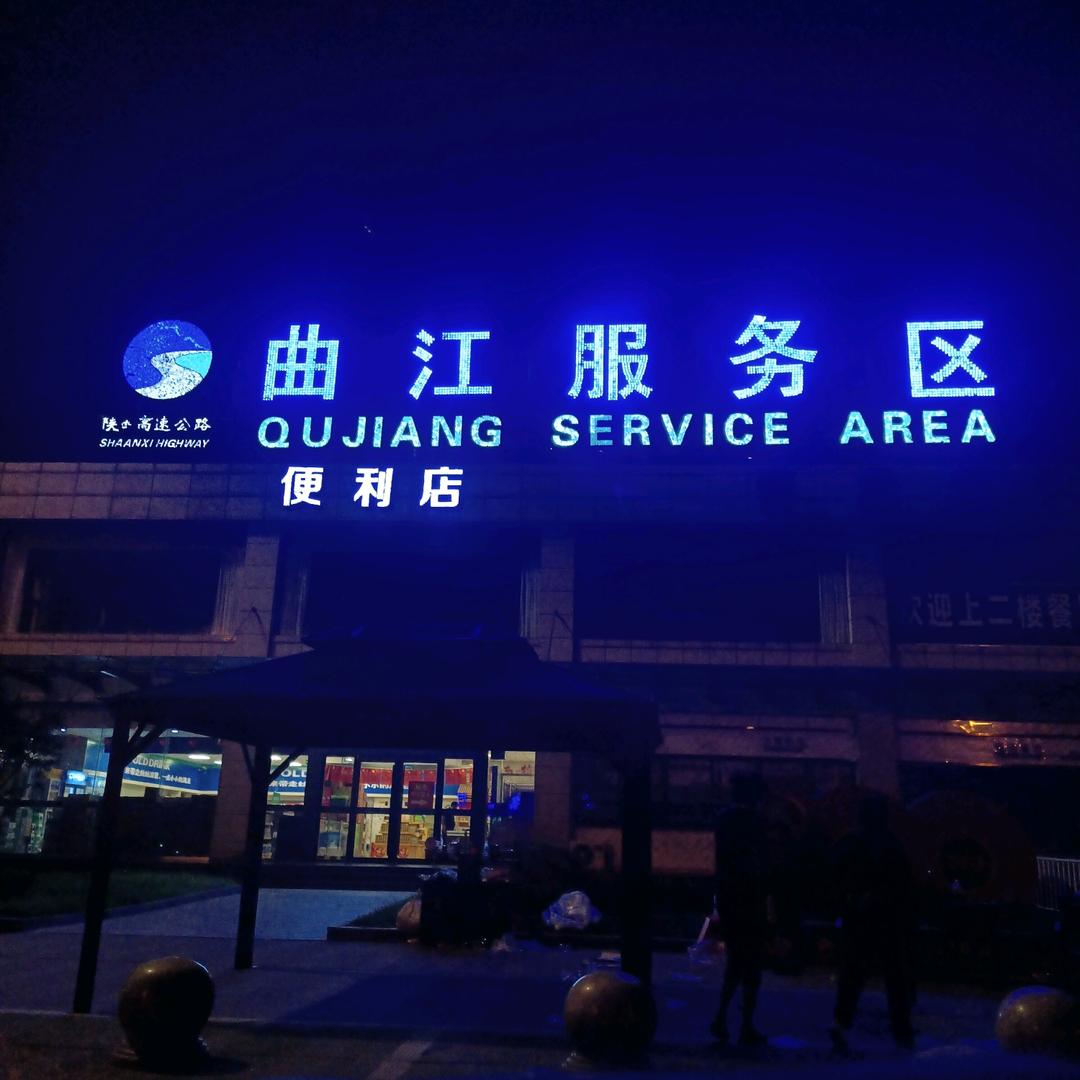 曲江服务区
QUJIANG SERVICE AREA
陕西高速公路
SHAANXI HIGHWAY
便利店
欢迎上二楼餐